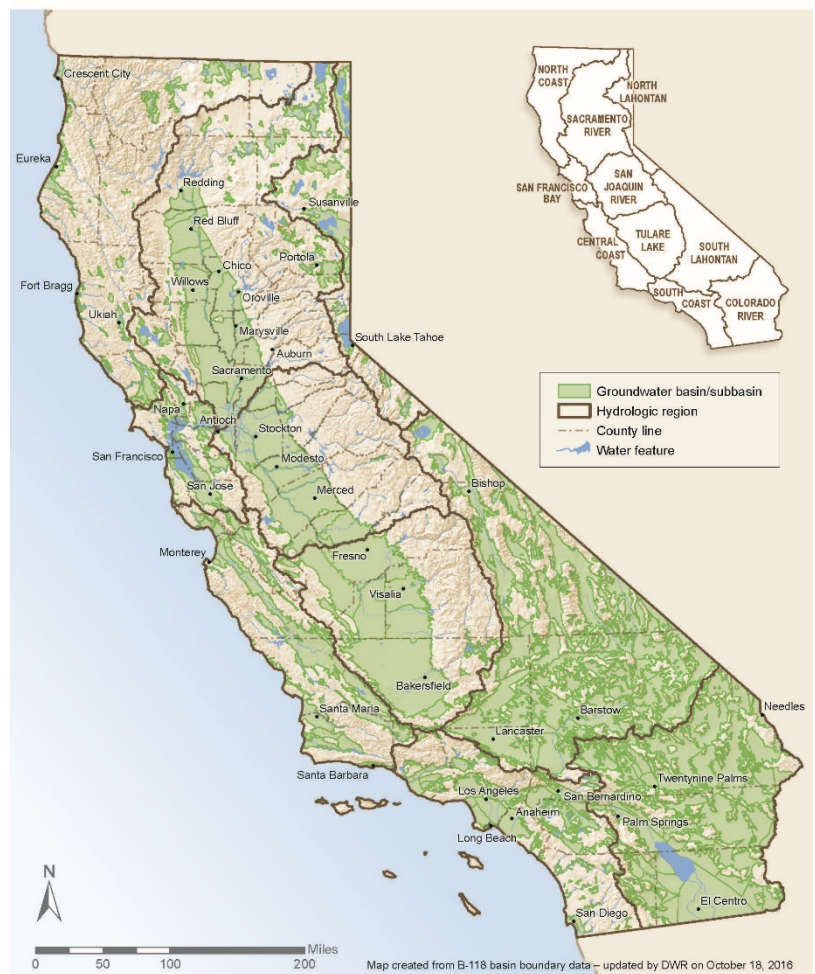 Crescent City
Eureka
Redding
Red Bluff
Susanville
Chico
Portola
Willows
Oroville
Fort Bragg
Ukiah
Marysville
South Lake Tahoe
Auburn
Sacramento
Napa
Antioch
Stockton
San Francisco
Modesto
San Jose
Merced
Bishop
Monterey
Fresno
Visalia
Bakersfield
Santa Maria
Barstow
Needles
Lancaster
Santa Barbara
Twentynine Palms
Los Angeles
San Bernardino
Anaheim
Palm Springs
Long Beach
El Centro
San Diego
NORTH
COAST
NORTH
LAHONTAN
SACRAMENTO
RIVER
SAN FRANCISCO
BAY
SAN
JOAQUIN
RIVER
CENTRAL
COAST
TULARE
LAKE
SOUTH
LAHONTAN
SOUTH
COAST
COLORADO
RIVER
Groundwater basin/subbasin
Hydrologic region
County line
Water feature
N
0 50 100 200 Miles
Map created from B-118 basin boundary data – updated by DWR on October 18, 2016